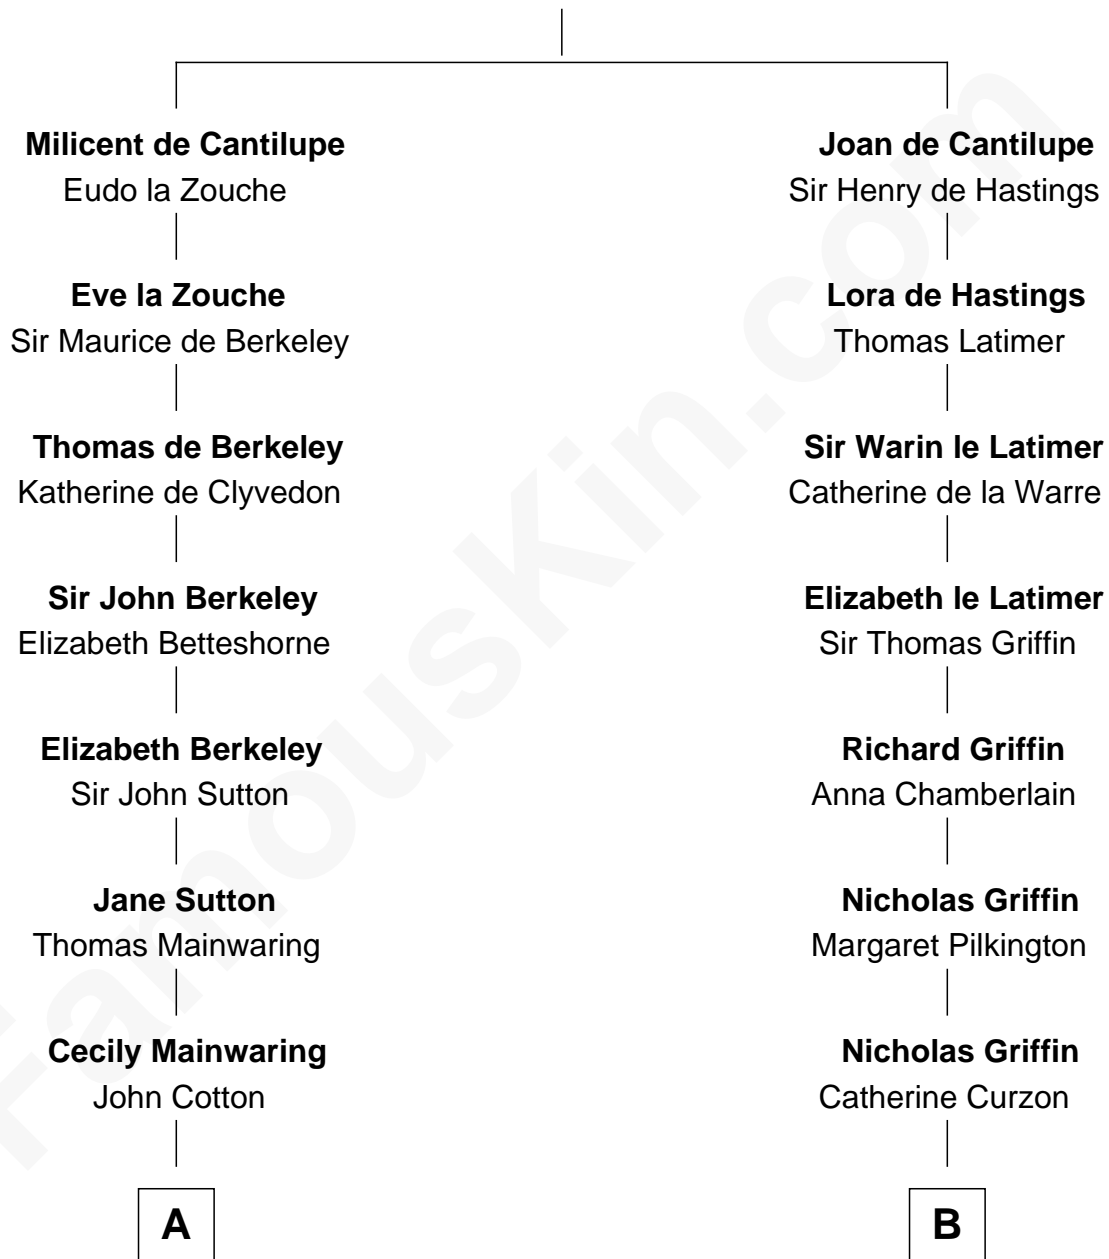 Milicent de Cantilupe
Eudo la Zouche
Eve la Zouche
Sir Maurice de Berkeley
Thomas de Berkeley
Katherine de Clyvedon
Sir John Berkeley
Elizabeth Betteshorne
Elizabeth Berkeley
Sir John Sutton
Jane Sutton
Thomas Mainwaring
Cecily Mainwaring
John Cotton
A
Joan de Cantilupe
Sir Henry de Hastings
Lora de Hastings
Thomas Latimer
Sir Warin le Latimer
Catherine de la Warre
Elizabeth le Latimer
Sir Thomas Griffin
Richard Griffin
Anna Chamberlain
Nicholas Griffin
Margaret Pilkington
Nicholas Griffin
Catherine Curzon
B
FamousKin.com